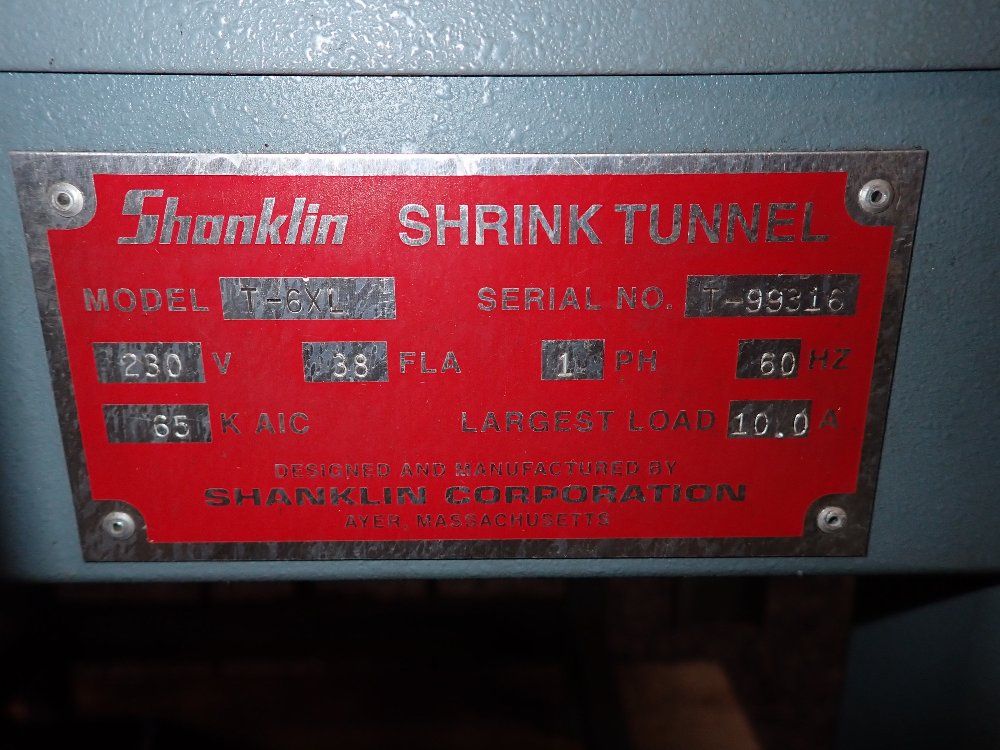 Shanklin SHRINK TUNNEL
MODEL T-6XL SERIAL NO. T-99316
230 V 38 FLA 1 PH 60 HZ
65 K AIC LARGEST LOAD 10.0 A
DESIGNED AND MANUFACTURED BY
SHANKLIN CORPORATION
AYER, MASSACHUSETTS